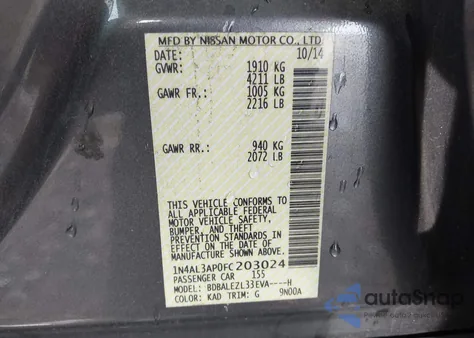 MFD BY NISSAN MOTOR CO., LTD
DATE: 10/14
GVWR: 1910 KG
4211 LB
GAWR FR.: 1005 KG
2216 LB
GAWR RR.: 940 KG
2072 LB
THIS VEHICLE CONFORMS TO
ALL APPLICABLE FEDERAL
MOTOR VEHICLE SAFETY,
BUMPER, AND THEFT
PREVENTION STANDARDS IN
EFFECT ON THE DATE OF
MANUFACTURE SHOWN ABOVE.
1N4AL3AP0FC203024
PASSENGER CAR 155
MODEL: BDBALEZL33EVA----H
COLOR: KAD TRIM: G 9N00A
autoSnap